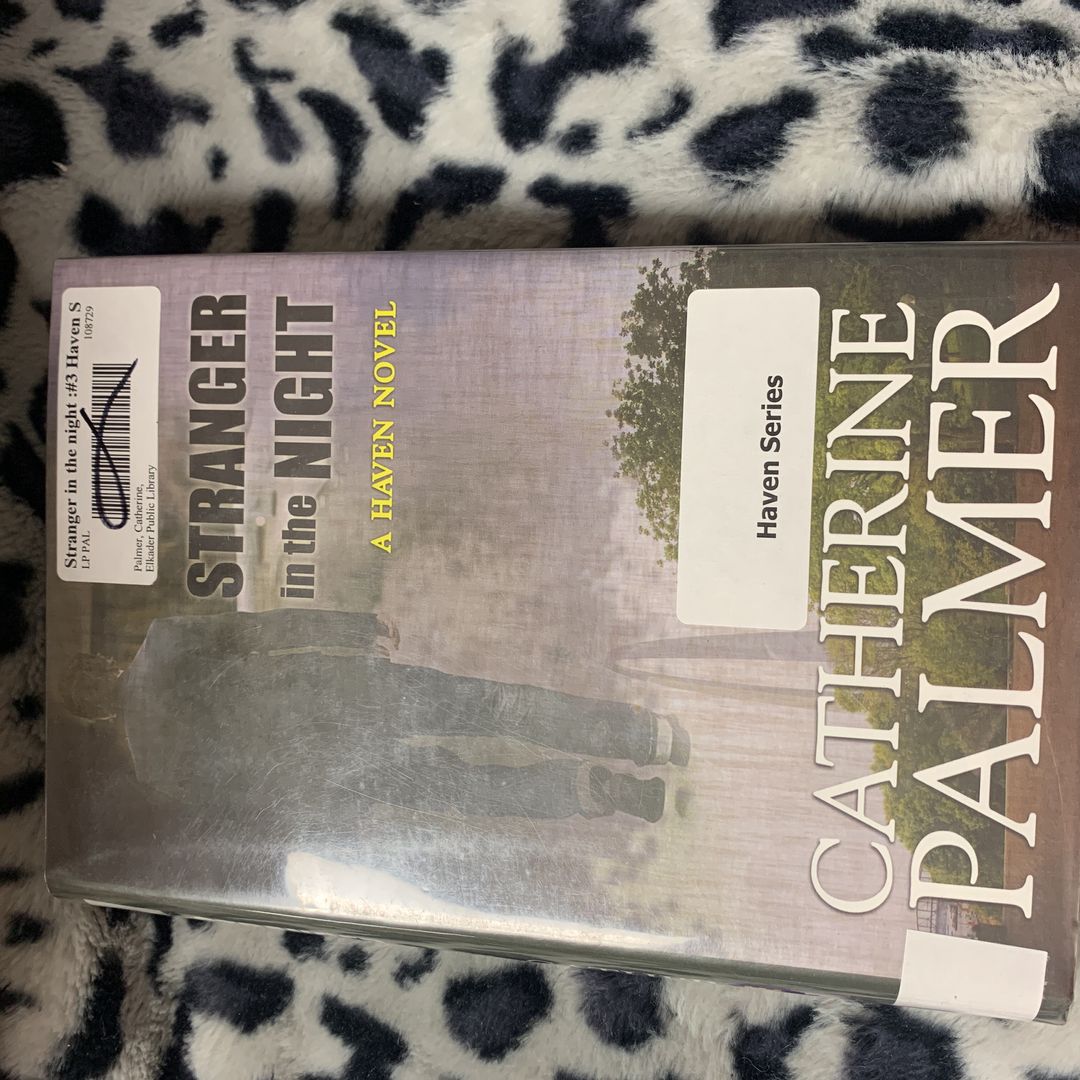 CATHERINE
PALMER
Haven Series
A HAVEN NOVEL
STRANGER
in the NIGHT
Stranger in the night :#3 Haven S
LP PAL 108729
Palmer, Catherine,
Elkader Public Library